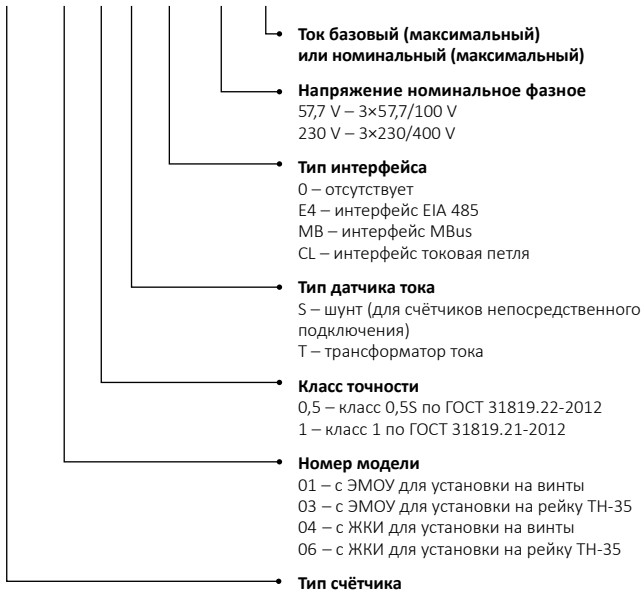 Ток базовый (максимальный)
или номинальный (максимальный)
Напряжение номинальное фазное
57,7 V – 3×57,7/100 V
230 V – 3×230/400 V
Тип интерфейса
0 – отсутствует
E4 – интерфейс EIA 485
MB – интерфейс MBus
CL – интерфейс токовая петля
Тип датчика тока
S – шунт (для счётчиков непосредственного
подключения)
T – трансформатор тока
Класс точности
0,5 – класс 0,5S по ГОСТ 31819.22-2012
1 – класс 1 по ГОСТ 31819.21-2012
Номер модели
01 – с ЭМОУ для установки на винты
03 – с ЭМОУ для установки на рейку ТН-35
04 – с ЖКИ для установки на винты
06 – с ЖКИ для установки на рейку ТН-35
Тип счётчика